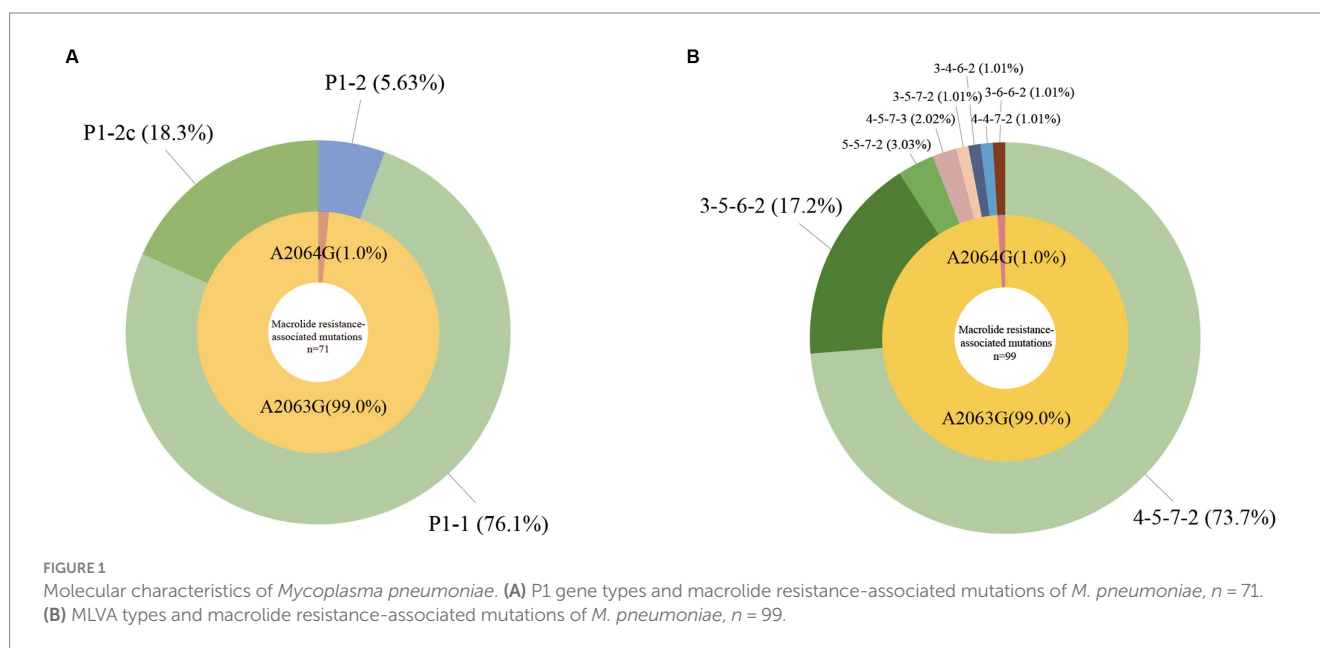 A
P1-2 (5.63%)
P1-2c (18.3%)
A2064G(1.0%)
Macrolide resistance-
associated mutations
n=71
A2063G(99.0%)
P1-1 (76.1%)
B
3-4-6-2 (1.01%)
3-5-7-2 (1.01%)
3-6-6-2 (1.01%)
4-5-7-3 (2.02%)
4-4-7-2 (1.01%)
5-5-7-2 (3.03%)
3-5-6-2 (17.2%)
A2064G(1.0%)
Macrolide resistance-
associated mutations
n=99
A2063G(99.0%)
4-5-7-2 (73.7%)
FIGURE 1
Molecular characteristics of Mycoplasma pneumoniae. (A) P1 gene types and macrolide resistance-associated mutations of M. pneumoniae, n = 71.
(B) MLVA types and macrolide resistance-associated mutations of M. pneumoniae, n = 99.